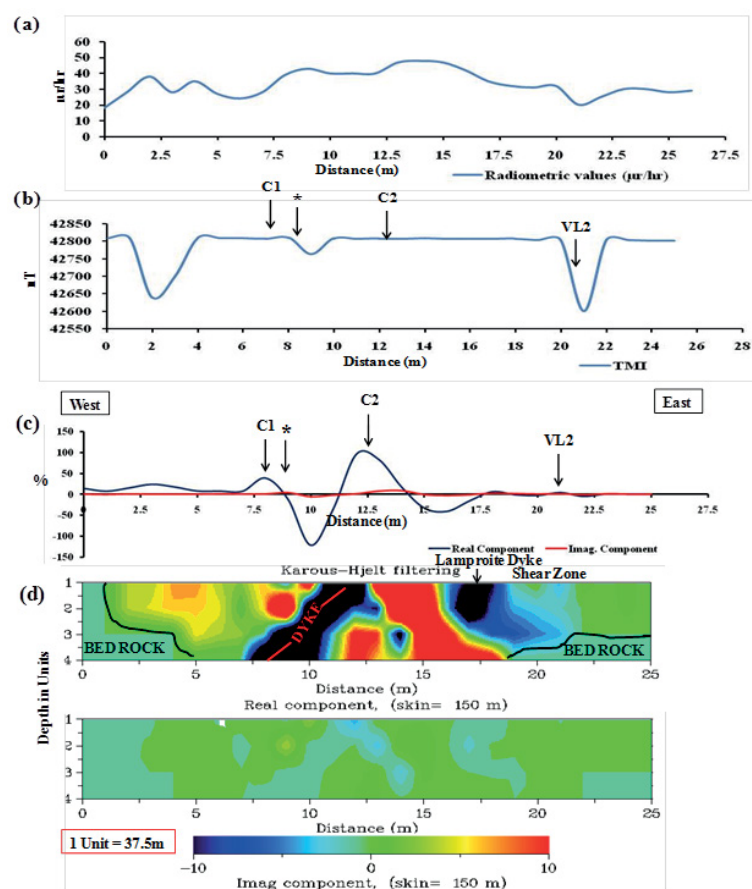 (a)
60
50
40
30
20
10
0
µr/hr
0 2.5 5 7.5 10 12.5 15 17.5 20 22.5 25 27.5
Distance (m)
Radiometric values (µr/hr)
(b)
C1
*
C2
VL2
42850
42800
42750
42700
42650
42600
42550
nT
0 2 4 6 8 10 12 14 16 18 20 22 24 26 28
Distance (m)
TMI
West
East
(c)
C1
*
C2
VL2
150
100
50
0
-50
-100
-150
%
2.5 5 7.5 10 12.5 15 17.5 20 22.5 25 27.5
Distance (m)
Real Component
Imag. Component
Karous-Hjelt filtering
Lamproite Dyke
Shear Zone
(d)
1
2
3
4
BED ROCK
DYKE
BED ROCK
0 5 10 15 20 25
Distance (m)
Real component, (skin= 150 m)
Depth in Units
1
2
3
4
0 5 10 15 20 25
Distance (m)
1 Unit = 37.5m
-10 0 10
Imag component, (skin= 150 m)